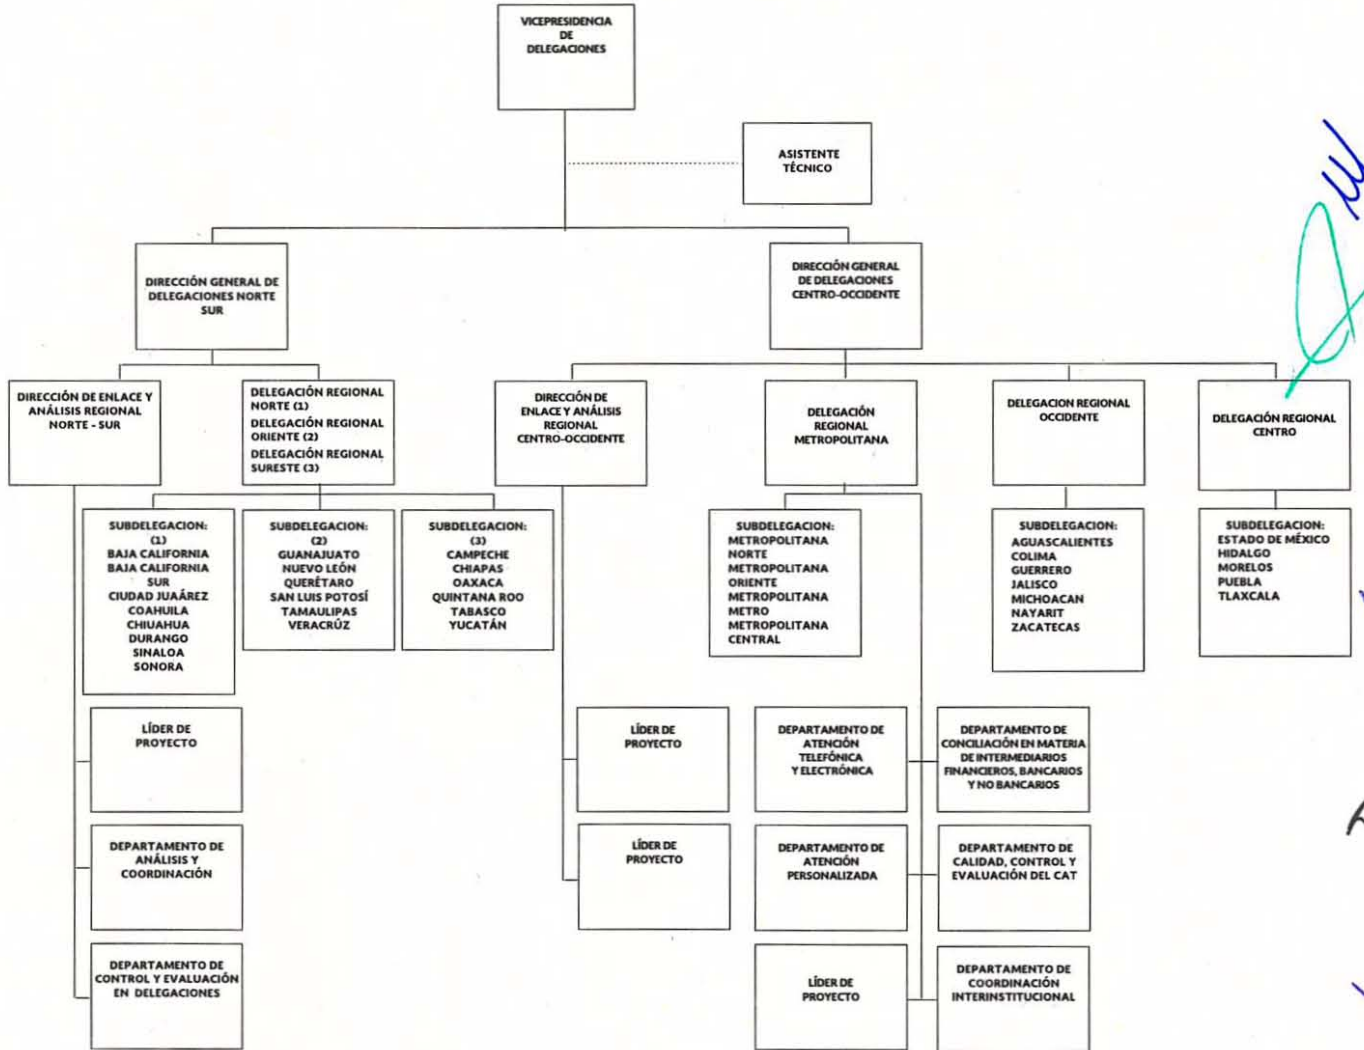 VICEPRESIDENCIA
DE
DELEGACIONES
ASISTENTE
TÉCNICO
DIRECCIÓN GENERAL DE
DELEGACIONES NORTE
SUR
DIRECCIÓN GENERAL
DE DELEGACIONES
CENTRO-OCCIDENTE
DIRECCIÓN DE ENLACE Y
ANÁLISIS REGIONAL
NORTE - SUR
DELEGACIÓN REGIONAL
NORTE (1)
DELEGACIÓN REGIONAL
ORIENTE (2)
DELEGACIÓN REGIONAL
SURESTE (3)
DIRECCIÓN DE
ENLACE Y ANÁLISIS
REGIONAL
CENTRO-OCCIDENTE
DELEGACIÓN
REGIONAL
METROPOLITANA
DELEGACION REGIONAL
OCCIDENTE
DELEGACIÓN REGIONAL
CENTRO
SUBDELEGACION:
(1)
BAJA CALIFORNIA
BAJA CALIFORNIA
SUR
CIUDAD JUAÁREZ
COAHUILA
CHIUAHUA
DURANGO
SINALOA
SONORA
SUBDELEGACION:
(2)
GUANAJUATO
NUEVO LEÓN
QUERÉTARO
SAN LUIS POTOSÍ
TAMAULIPAS
VERACRÚZ
SUBDELEGACION:
(3)
CAMPECHE
CHIAPAS
OAXACA
QUINTANA ROO
TABASCO
YUCATÁN
SUBDELEGACION:
METROPOLITANA
NORTE
METROPOLITANA
ORIENTE
METROPOLITANA
METRO
METROPOLITANA
CENTRAL
SUBDELEGACION:
AGUASCALIENTES
COLIMA
GUERRERO
JALISCO
MICHOACAN
NAYARIT
ZACATECAS
SUBDELEGACION:
ESTADO DE MÉXICO
HIDALGO
MORELOS
PUEBLA
TLAXCALA
LÍDER DE
PROYECTO
DEPARTAMENTO DE
ANÁLISIS Y
COORDINACIÓN
DEPARTAMENTO DE
CONTROL Y EVALUACIÓN
EN DELEGACIONES
LÍDER DE
PROYECTO
LÍDER DE
PROYECTO
DEPARTAMENTO DE
ATENCIÓN
TELEFÓNICA
Y ELECTRÓNICA
DEPARTAMENTO DE
CONCILIACIÓN EN MATERIA
DE INTERMEDIARIOS
FINANCIEROS, BANCARIOS
Y NO BANCARIOS
DEPARTAMENTO DE
ATENCIÓN
PERSONALIZADA
DEPARTAMENTO DE
CALIDAD, CONTROL Y
EVALUACIÓN DEL CAT
LÍDER DE
PROYECTO
DEPARTAMENTO DE
COORDINACIÓN
INTERINSTITUCIONAL